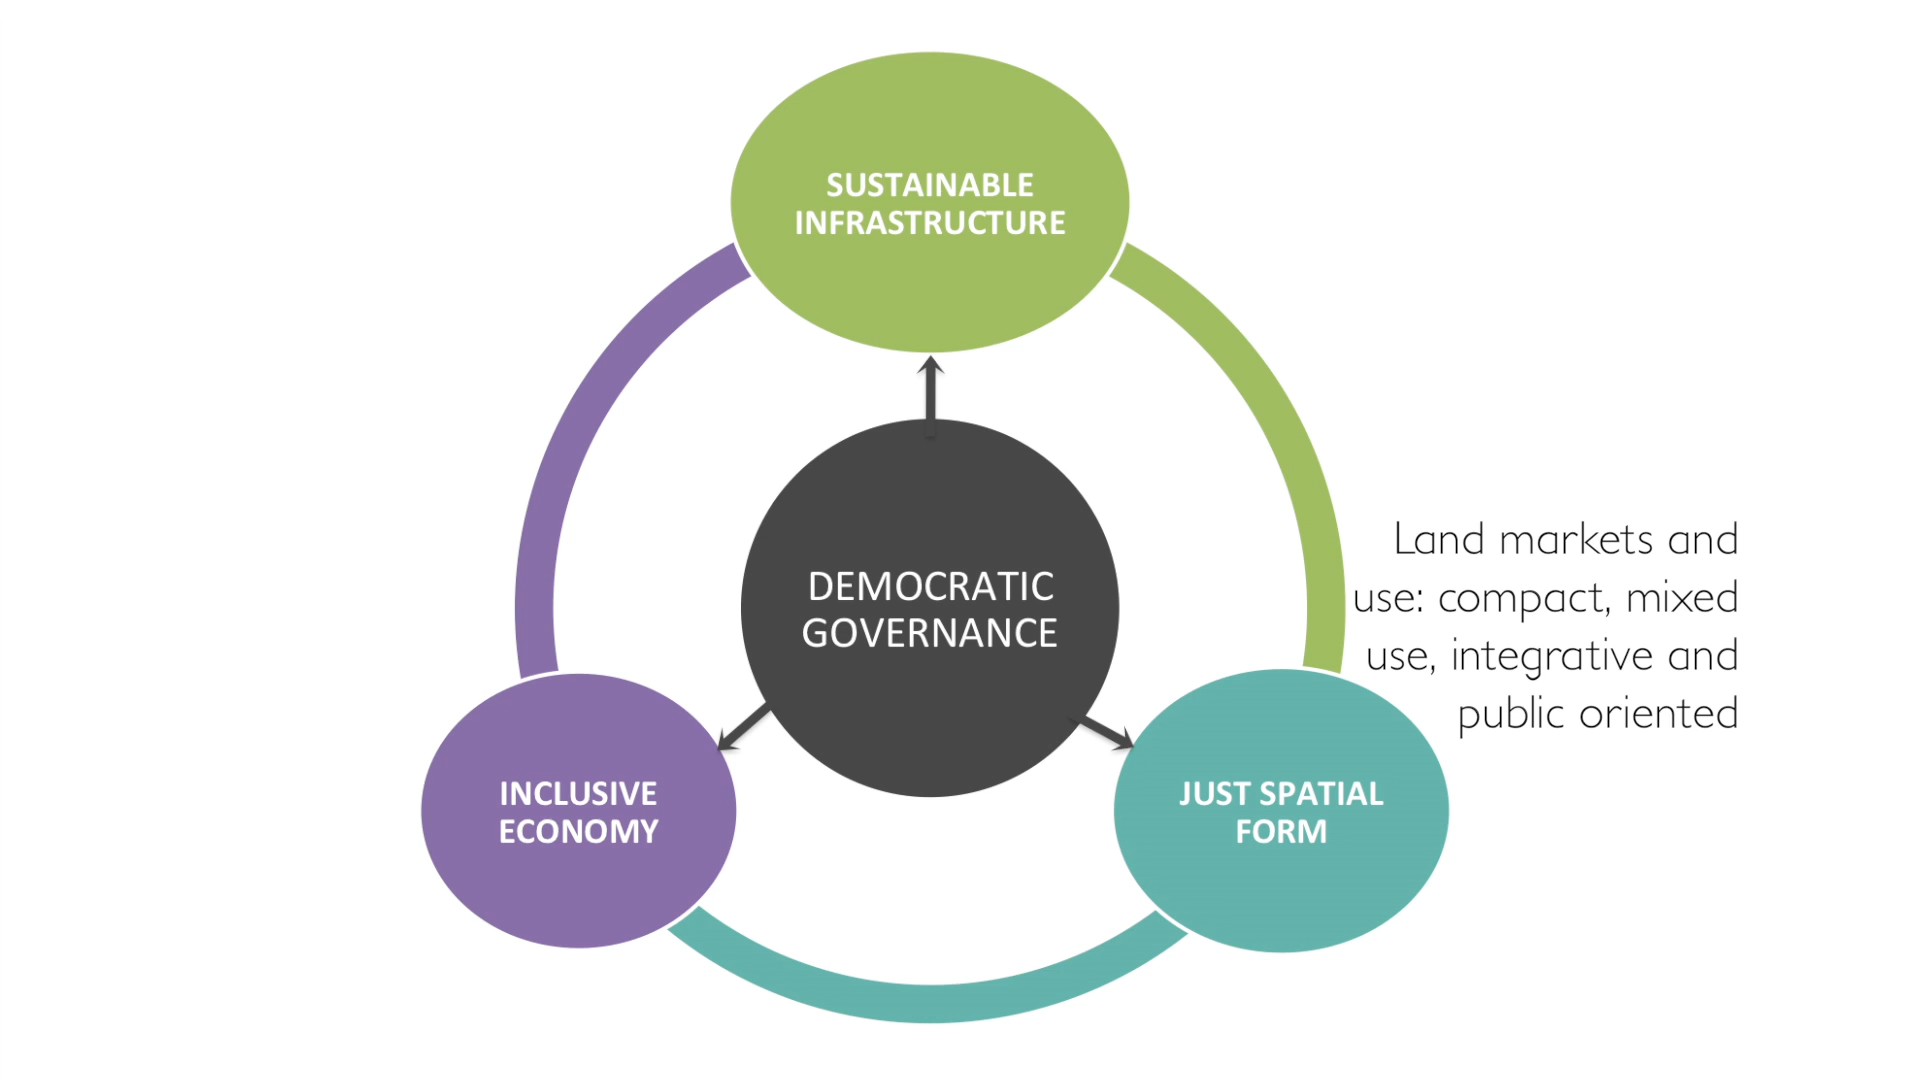 SUSTAINABLE
INFRASTRUCTURE
DEMOCRATIC
GOVERNANCE
Land markets and
use: compact, mixed
use, integrative and
public oriented
INCLUSIVE
ECONOMY
JUST SPATIAL
FORM